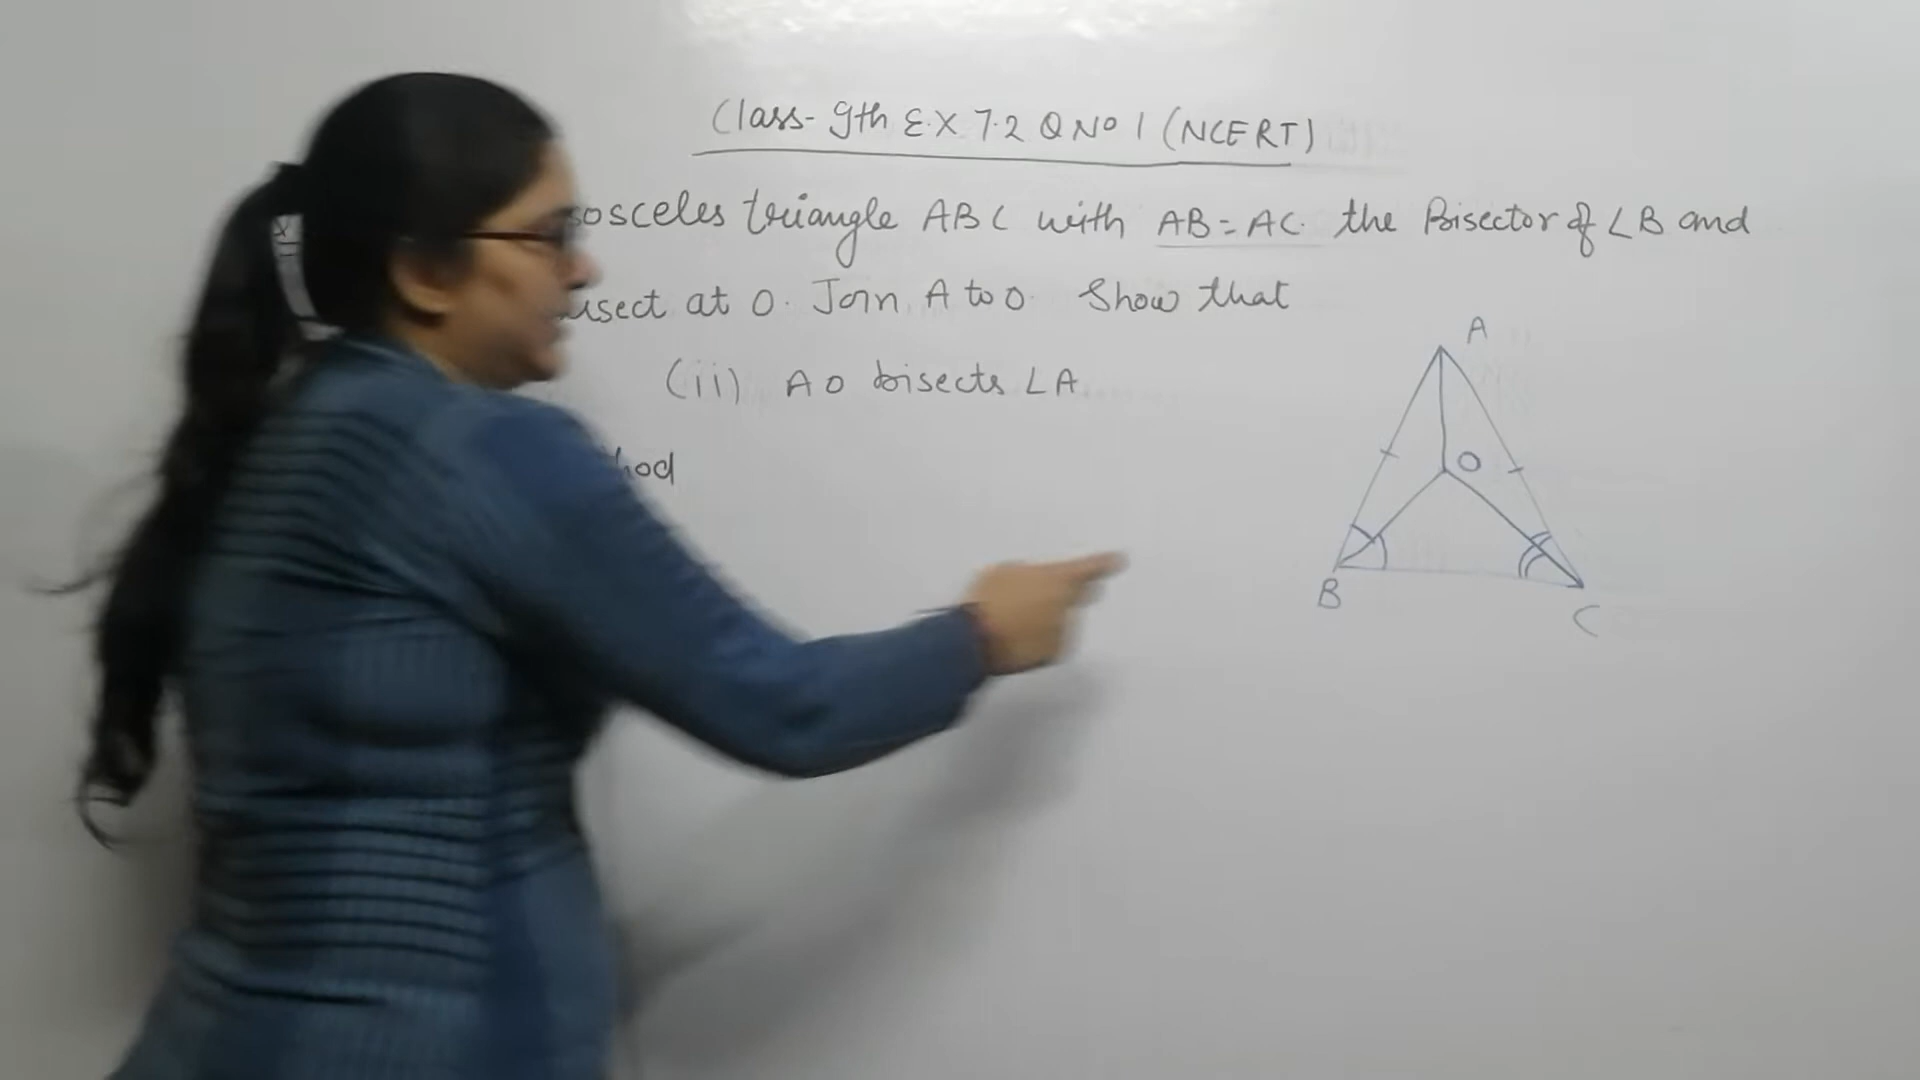 Class- 9th EX 7.2 Q No 1 (NCERT)
sosceles triangle ABC with AB = AC. the Bisector of ∠B and
sect at O. Join A to O. Show that
(ii) AO bisects ∠A
hod
A
O
B
C